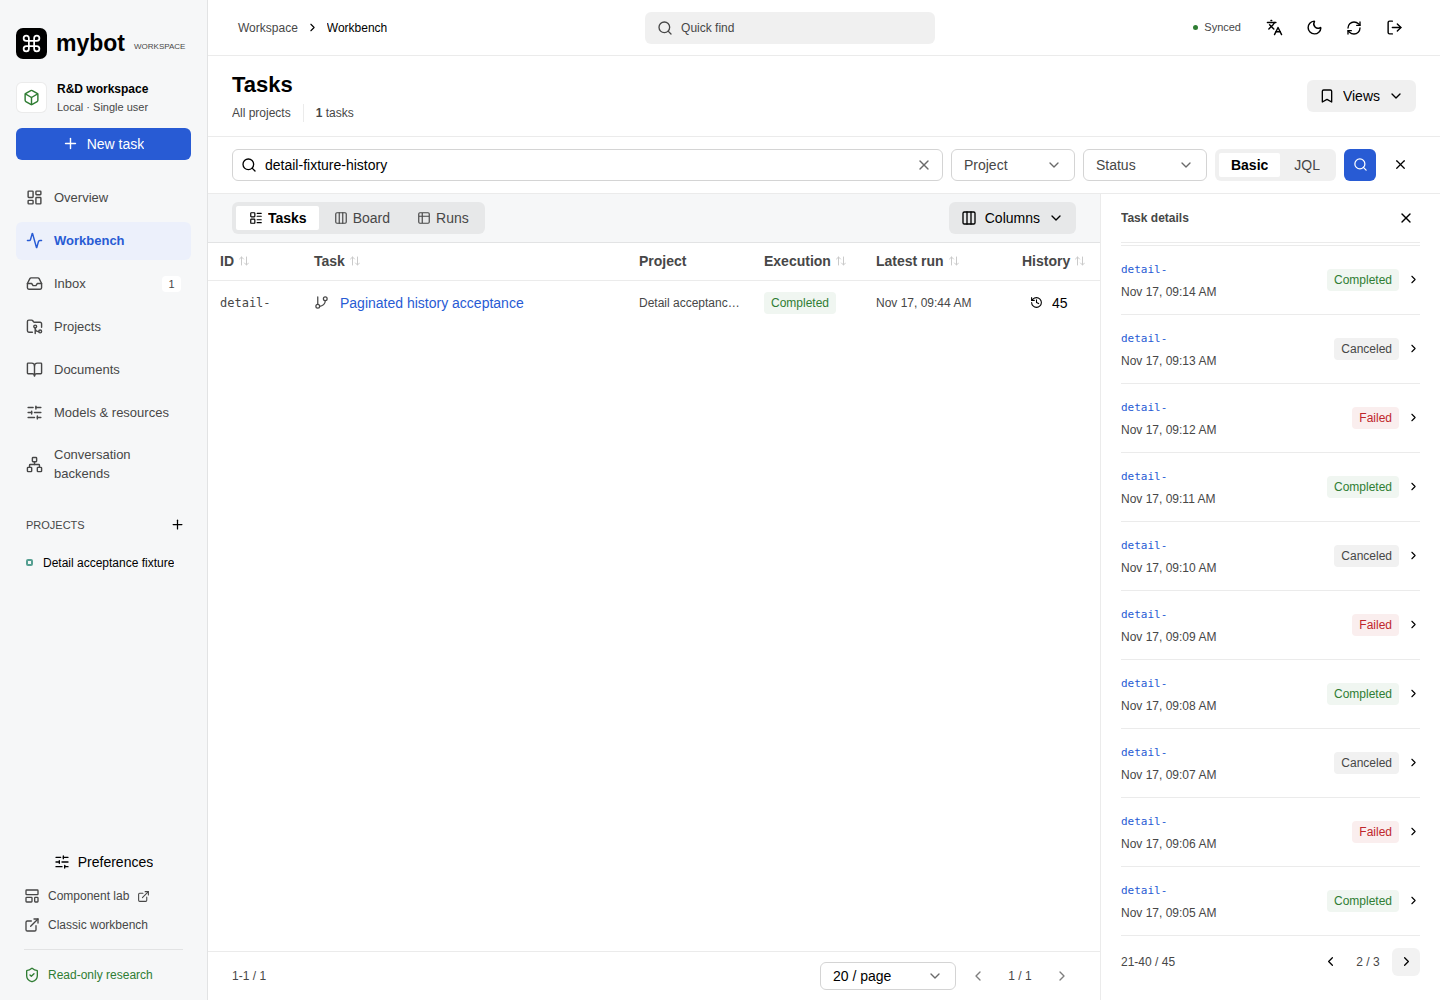 mybot WORKSPACE
R&D workspace
Local · Single user
New task
Overview
Workbench
Inbox 1
Projects
Documents
Models & resources
Conversation
backends
PROJECTS
Detail acceptance fixture
Preferences
Component lab
Classic workbench
Read-only research
Workspace Workbench
Quick find
Synced
Tasks
All projects 1 tasks
Views
detail-fixture-history
Project
Status
Basic JQL
Tasks Board Runs
Columns
ID Task Project Execution Latest run History
detail- Paginated history acceptance Detail acceptanc… Completed Nov 17, 09:44 AM 45
1-1 / 1
20 / page
1 / 1
Task details
detail-
Nov 17, 09:14 AM
Completed
detail-
Nov 17, 09:13 AM
Canceled
detail-
Nov 17, 09:12 AM
Failed
detail-
Nov 17, 09:11 AM
Completed
detail-
Nov 17, 09:10 AM
Canceled
detail-
Nov 17, 09:09 AM
Failed
detail-
Nov 17, 09:08 AM
Completed
detail-
Nov 17, 09:07 AM
Canceled
detail-
Nov 17, 09:06 AM
Failed
detail-
Nov 17, 09:05 AM
Completed
21-40 / 45
2 / 3